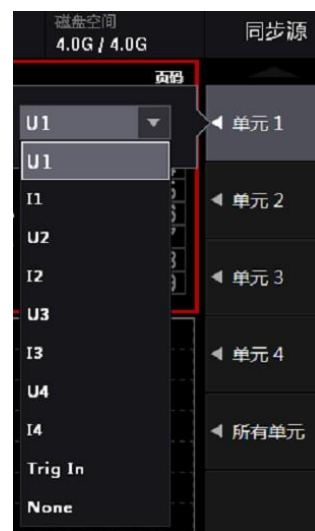 磁盘空间
4.0G / 4.0G
同步源
页码
U1
单元 1
U1
I1
U2
单元 2
I2
单元 3
U3
I3
单元 4
U4
I4
所有单元
Trig In
None